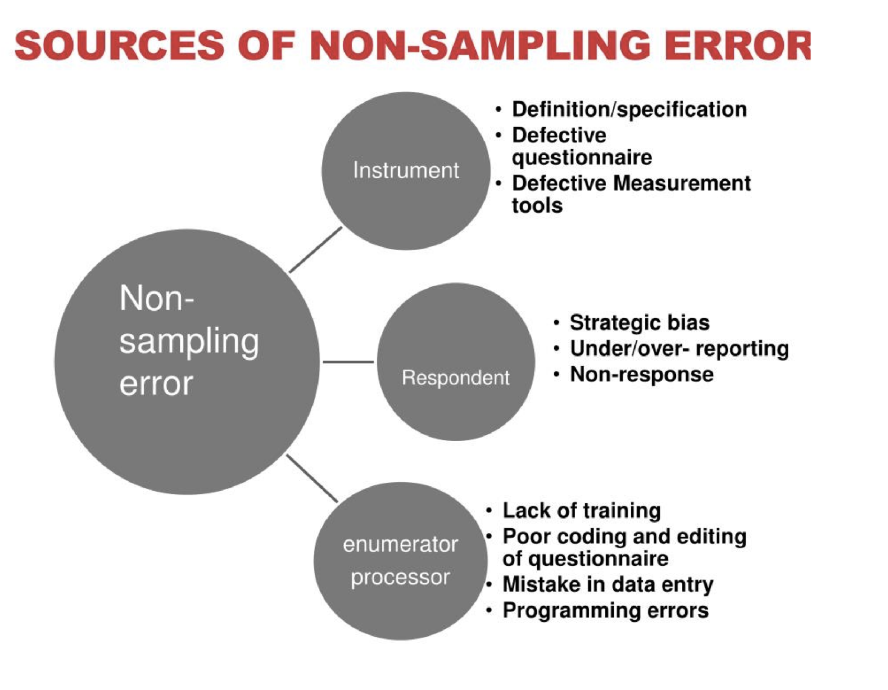 SOURCES OF NON-SAMPLING ERROR
Instrument
• Definition/specification
• Defective
questionnaire
• Defective Measurement
tools
Non-
sampling
error
Respondent
• Strategic bias
• Under/over- reporting
• Non-response
enumerator
processor
• Lack of training
• Poor coding and editing
of questionnaire
• Mistake in data entry
• Programming errors